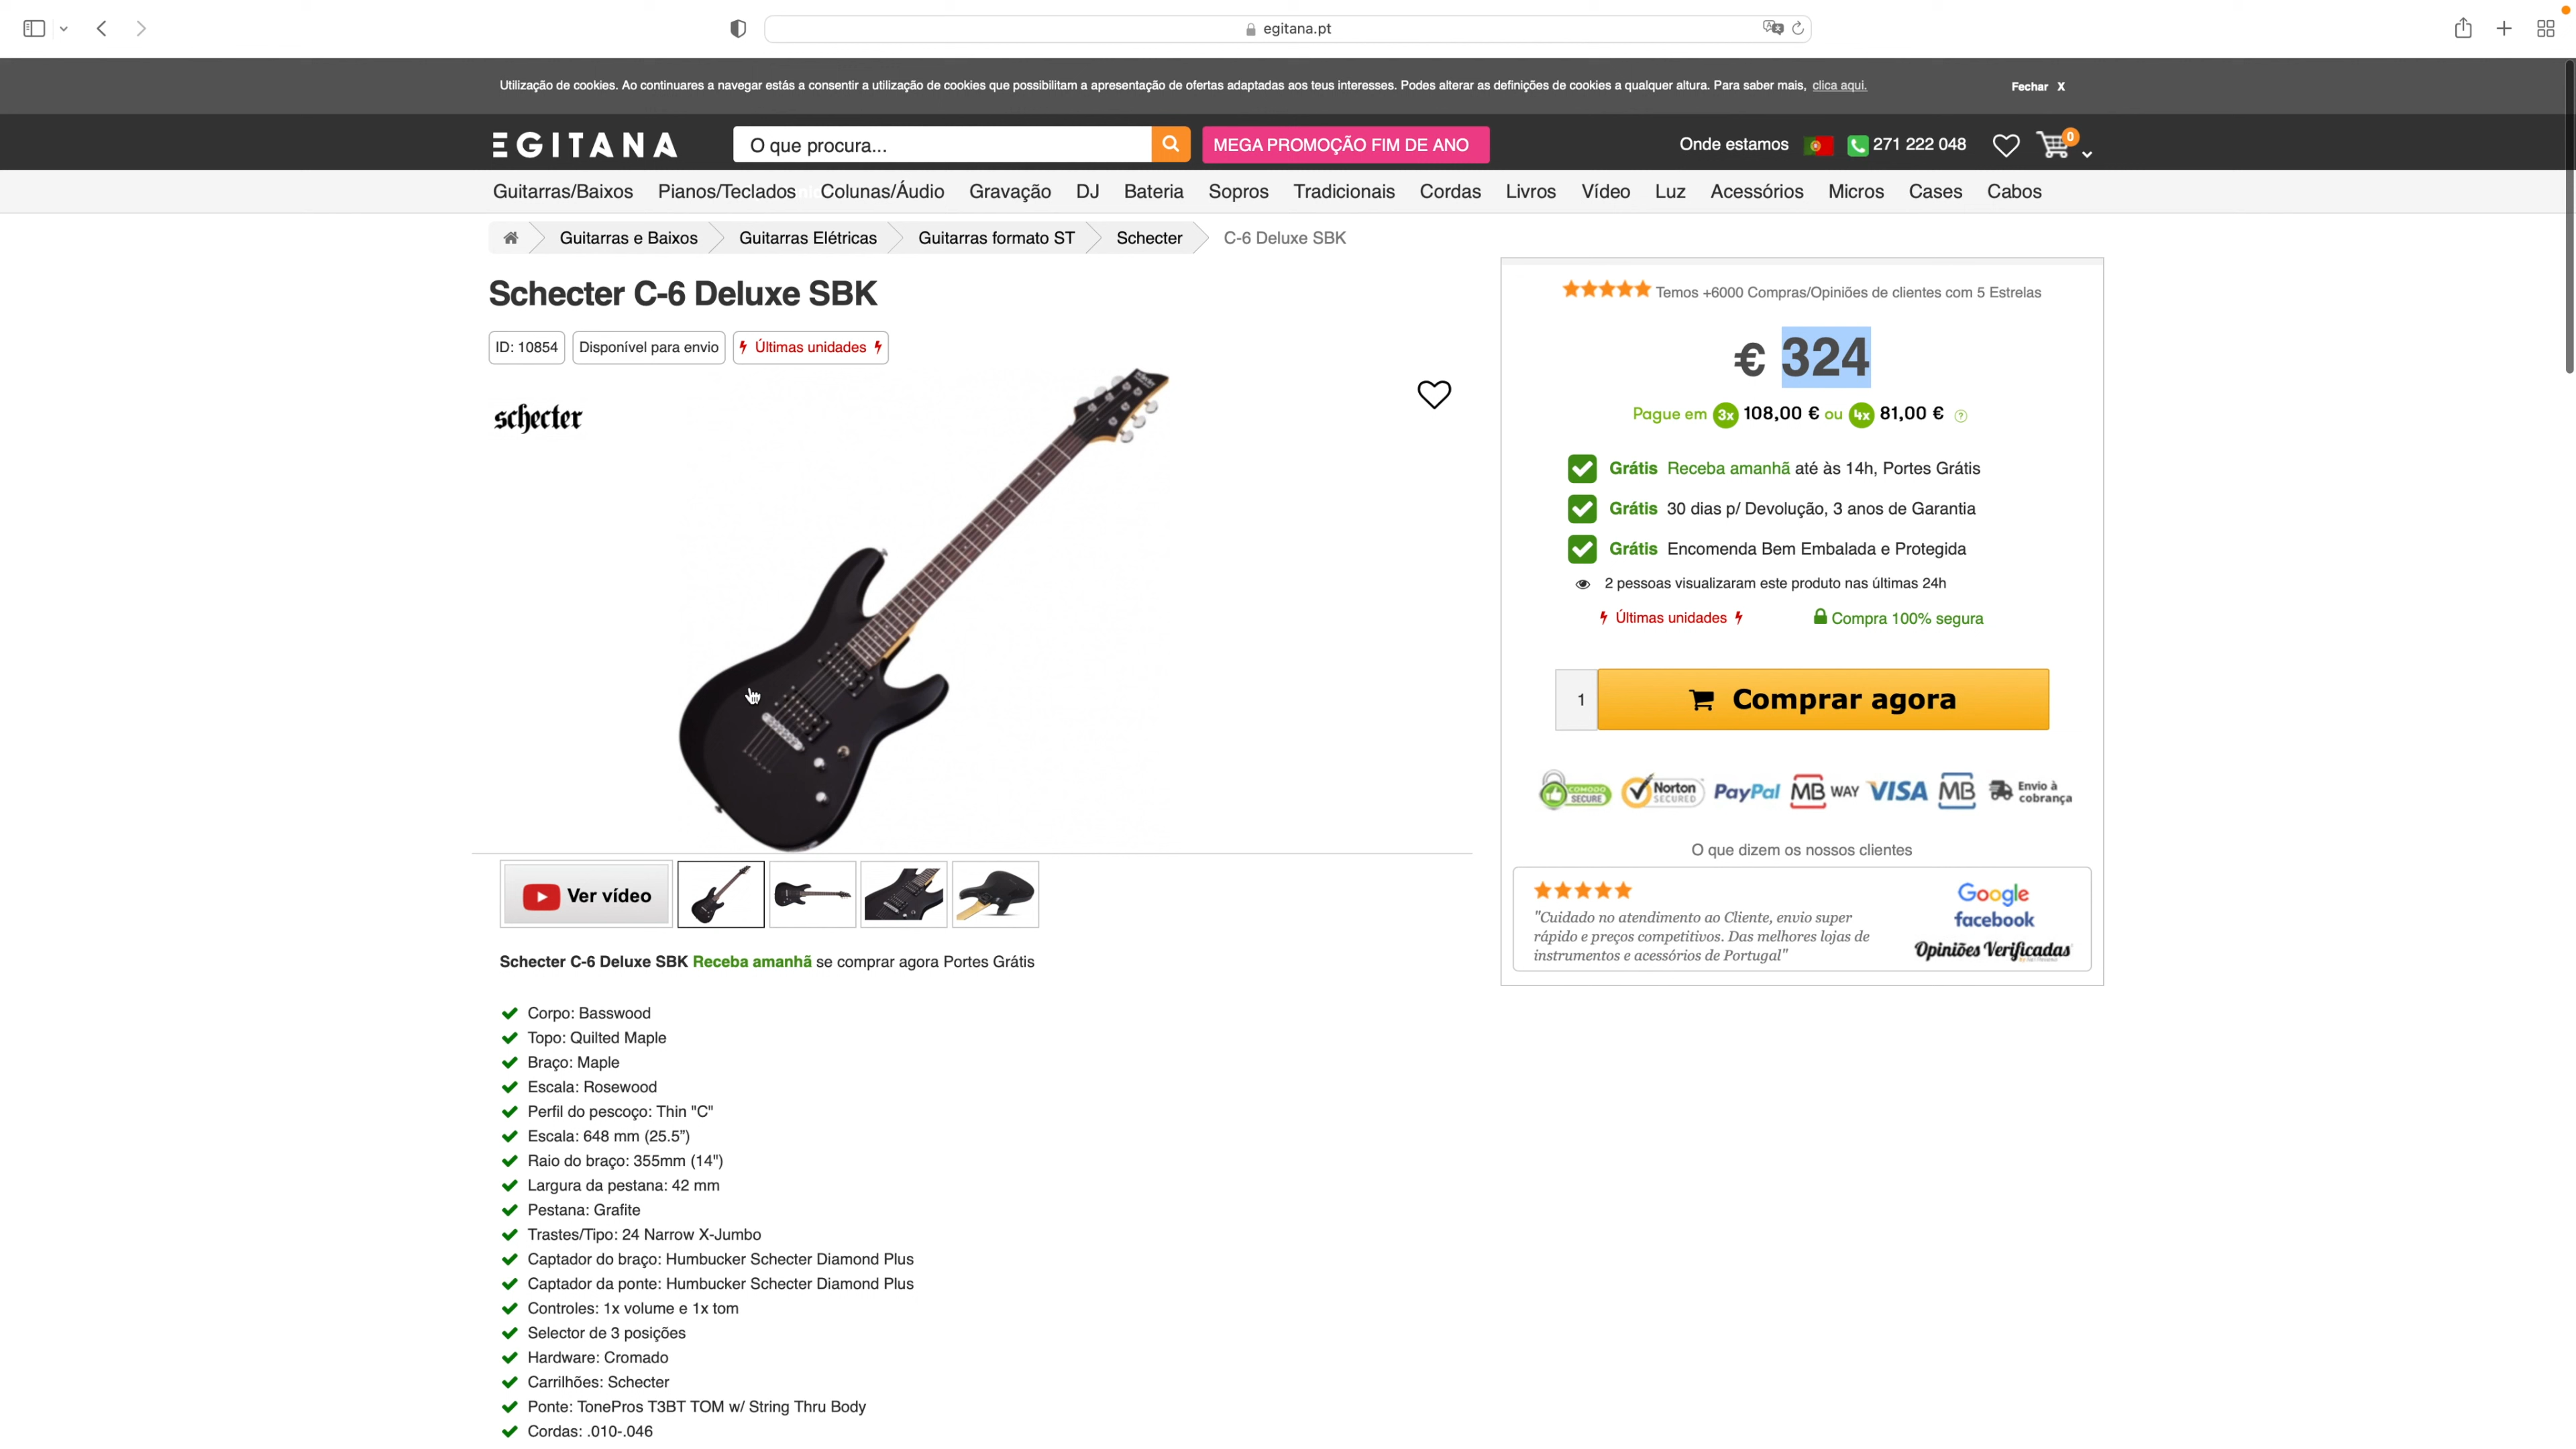 egitana.pt
Utilização de cookies. Ao continuares a navegar estás a consentir a utilização de cookies que possibilitam a apresentação de ofertas adaptadas aos teus interesses. Podes alterar as definições de cookies a qualquer altura. Para saber mais, clica aqui.
Fechar X
EGITANA
O que procura...
MEGA PROMOÇÃO FIM DE ANO
Onde estamos
271 222 048
0
Guitarras/Baixos Pianos/Teclados Colunas/Áudio Gravação DJ Bateria Sopros Tradicionais Cordas Livros Vídeo Luz Acessórios Micros Cases Cabos
Guitarras e Baixos Guitarras Elétricas Guitarras formato ST Schecter C-6 Deluxe SBK
Schecter C-6 Deluxe SBK
ID: 10854 Disponível para envio Últimas unidades
schecter
Ver vídeo
Schecter C-6 Deluxe SBK Receba amanhã se comprar agora Portes Grátis
Corpo: Basswood
Topo: Quilted Maple
Braço: Maple
Escala: Rosewood
Perfil do pescoço: Thin "C"
Escala: 648 mm (25.5”)
Raio do braço: 355mm (14")
Largura da pestana: 42 mm
Pestana: Grafite
Trastes/Tipo: 24 Narrow X-Jumbo
Captador do braço: Humbucker Schecter Diamond Plus
Captador da ponte: Humbucker Schecter Diamond Plus
Controles: 1x volume e 1x tom
Selector de 3 posições
Hardware: Cromado
Carrilhões: Schecter
Ponte: TonePros T3BT TOM w/ String Thru Body
Cordas: .010-.046
Temos +6000 Compras/Opiniões de clientes com 5 Estrelas
€ 324
Pague em 3x 108,00 € ou 4x 81,00 € ?
Grátis Receba amanhã até às 14h, Portes Grátis
Grátis 30 dias p/ Devolução, 3 anos de Garantia
Grátis Encomenda Bem Embalada e Protegida
2 pessoas visualizaram este produto nas últimas 24h
Últimas unidades Compra 100% segura
1 Comprar agora
COMODO SECURE Norton SECURED PayPal MB WAY VISA MB Envio à cobrança
O que dizem os nossos clientes
"Cuidado no atendimento ao Cliente, envio super
rápido e preços competitivos. Das melhores lojas de
instrumentos e acessórios de Portugal"
Google
facebook
Opiniões Verificadas